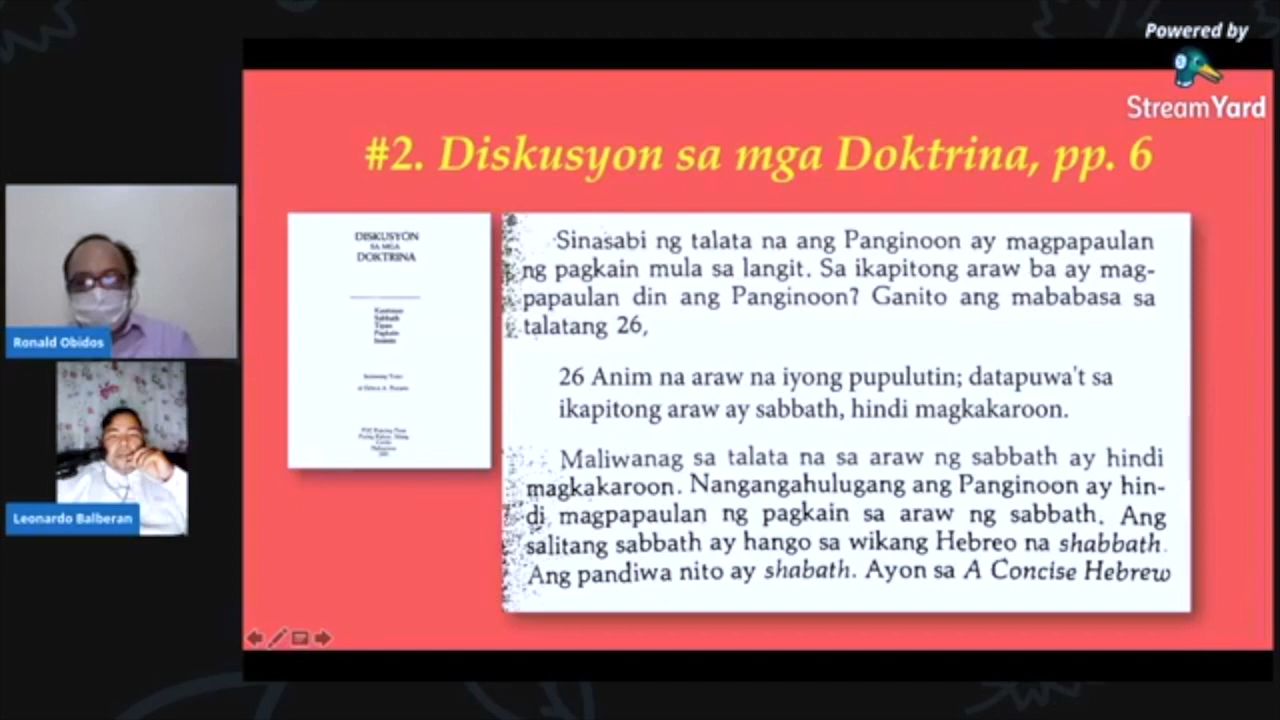 Powered by
StreamYard
#2. Diskusyon sa mga Doktrina, pp. 6
DISKUSYON
SA MGA
DOKTRINA
Sabbath
Sinasabi ng talata na ang Panginoon ay magpapaulan
ng pagkain mula sa langit. Sa ikapitong araw ba ay mag-
papaulan din ang Panginoon? Ganito ang mababasa sa
talatang 26,
26 Anim na araw na iyong pupulutin; datapuwa't sa
ikapitong araw ay sabbath, hindi magkakaroon.
Maliwanag sa talata na sa araw ng sabbath ay hindi
magkakaroon. Nangangahulugang ang Panginoon ay hin-
di magpapaulan ng pagkain sa araw ng sabbath. Ang
salitang sabbath ay hango sa wikang Hebreo na shabbath.
Ang pandiwa nito ay shabath. Ayon sa A Concise Hebrew
Ronald Obidos
Leonardo Balberan